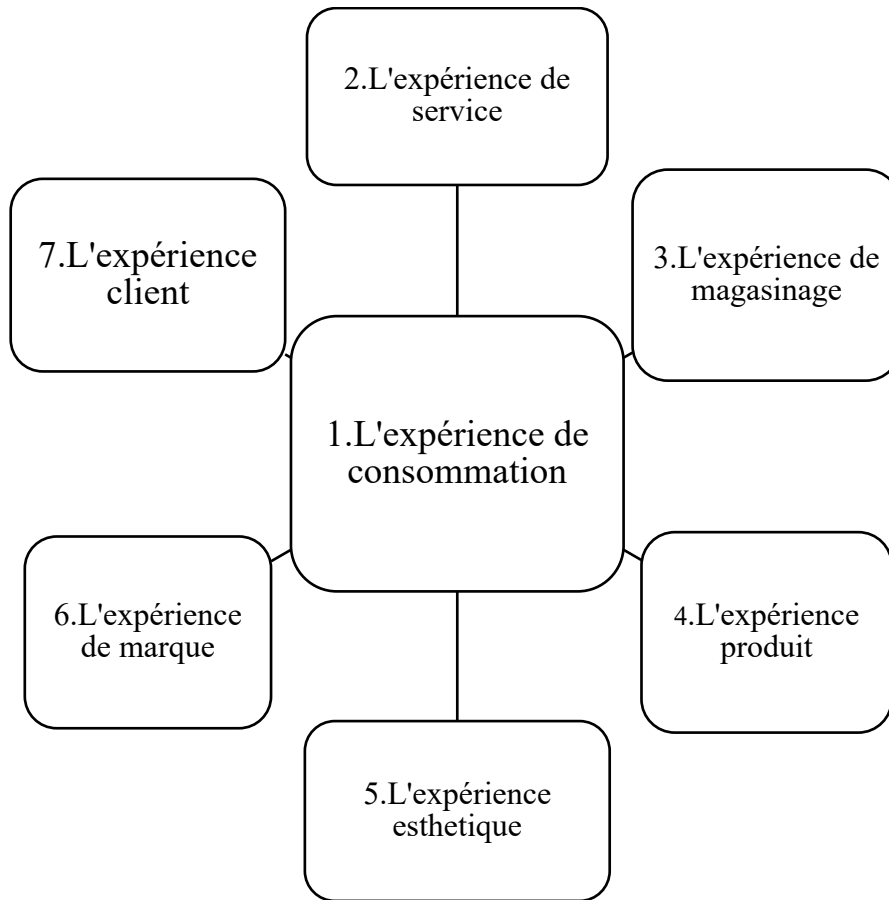 2.L'expérience de
service
7.L'expérience
client
3.L'expérience de
magasinage
1.L'expérience de
consommation
6.L'expérience
de marque
4.L'expérience
produit
5.L'expérience
esthetique